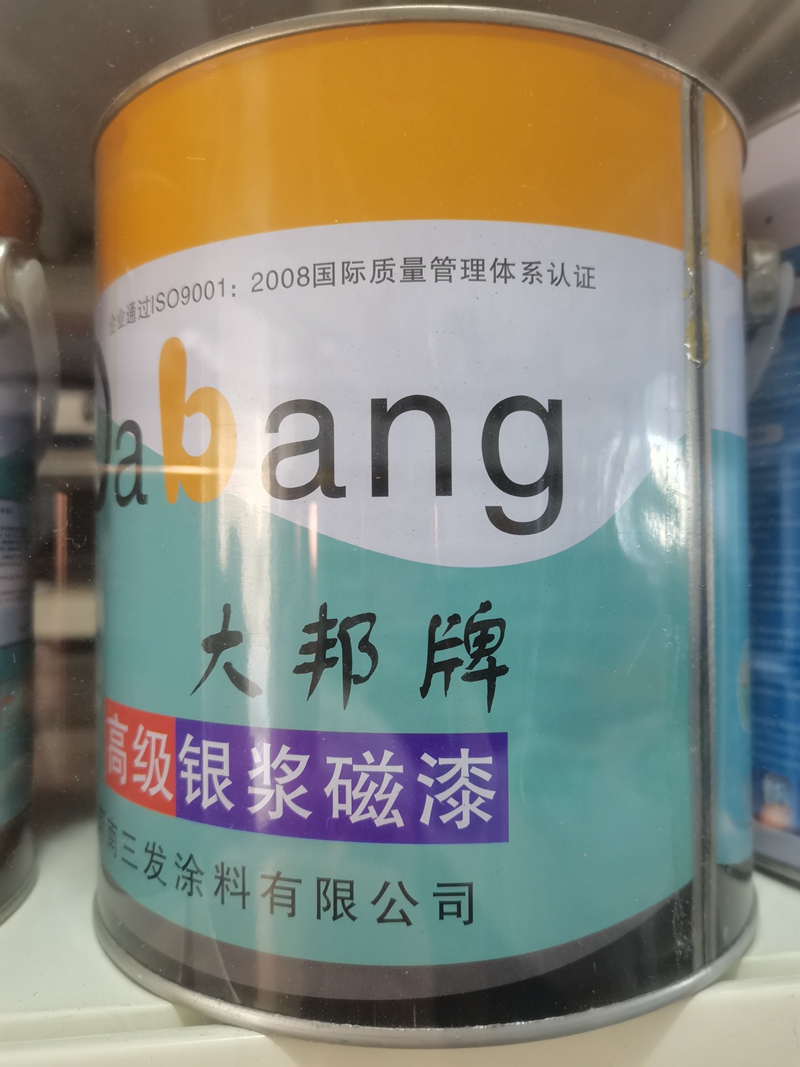 企业通过ISO9001：2008国际质量管理体系认证
Dabang
大邦牌
高级银浆磁漆
南三发涂料有限公司